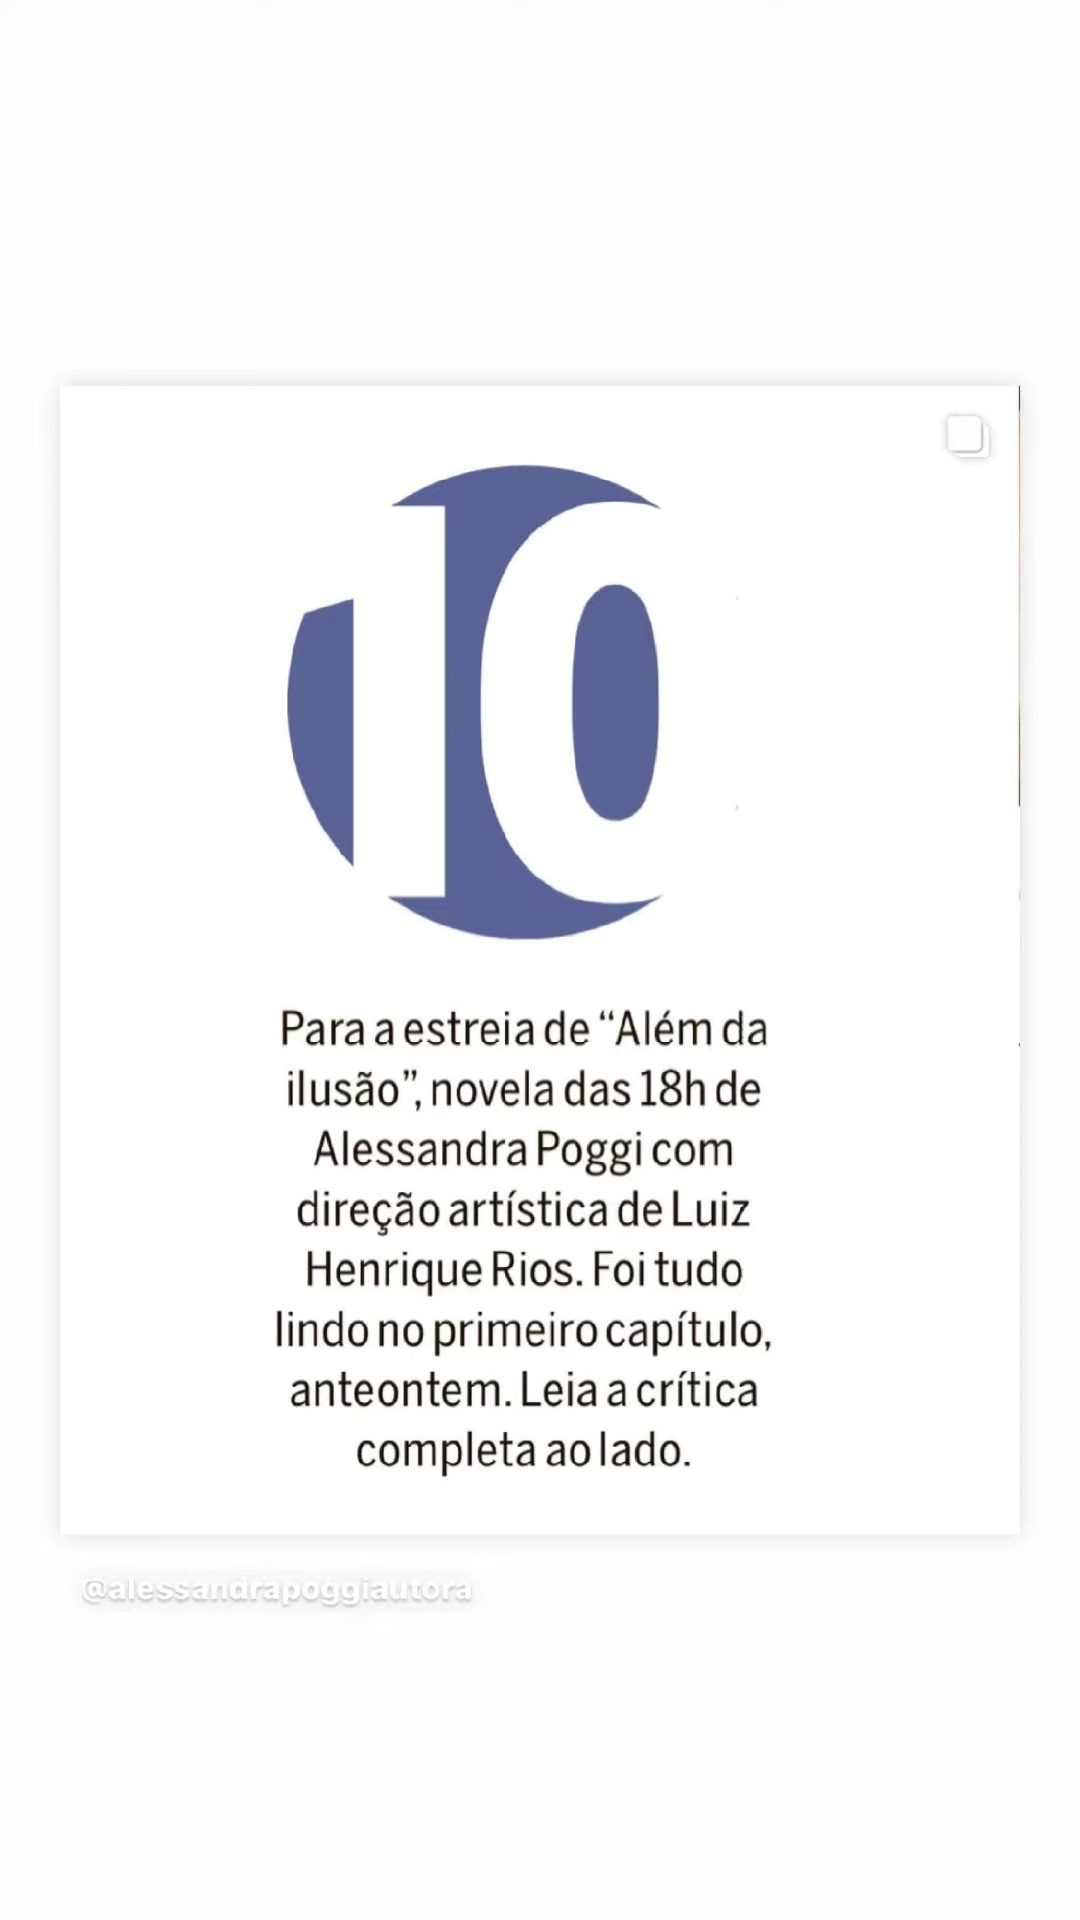 10
Para a estreia de “Além da
ilusão”, novela das 18h de
Alessandra Poggi com
direção artística de Luiz
Henrique Rios. Foi tudo
lindo no primeiro capítulo,
anteontem. Leia a crítica
completa ao lado.
@alessandrapoggiautora